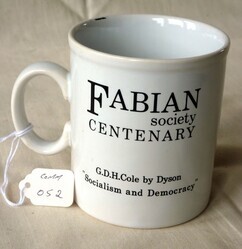 FABIAN
society
CENTENARY
G.D.H.Cole by Dyson
"Socialism and Democracy"
052